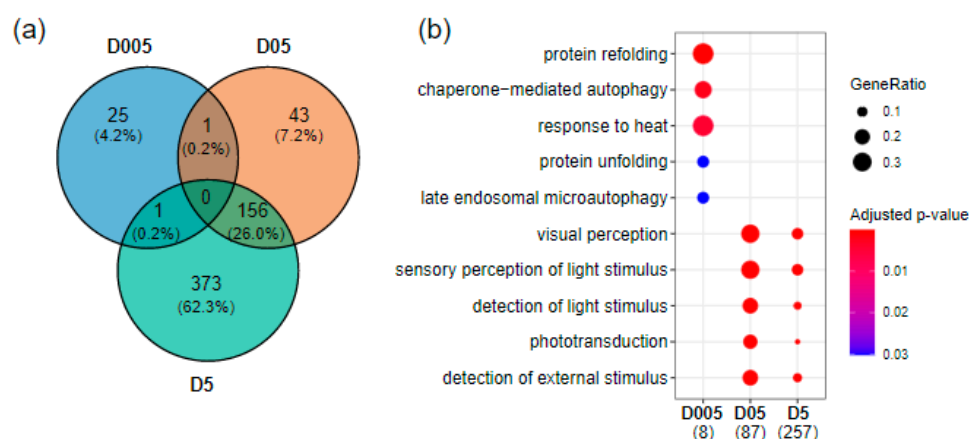 (a)
D005
D05
25
(4.2%)
1
(0.2%)
43
(7.2%)
0
1
(0.2%)
156
(26.0%)
373
(62.3%)
D5
(b)
protein refolding
chaperone-mediated autophagy
response to heat
protein unfolding
late endosomal microautophagy
visual perception
sensory perception of light stimulus
detection of light stimulus
phototransduction
detection of external stimulus
D005 D05 D5
(8) (87) (257)
GeneRatio
0.1
0.2
0.3
Adjusted p-value
0.01
0.02
0.03